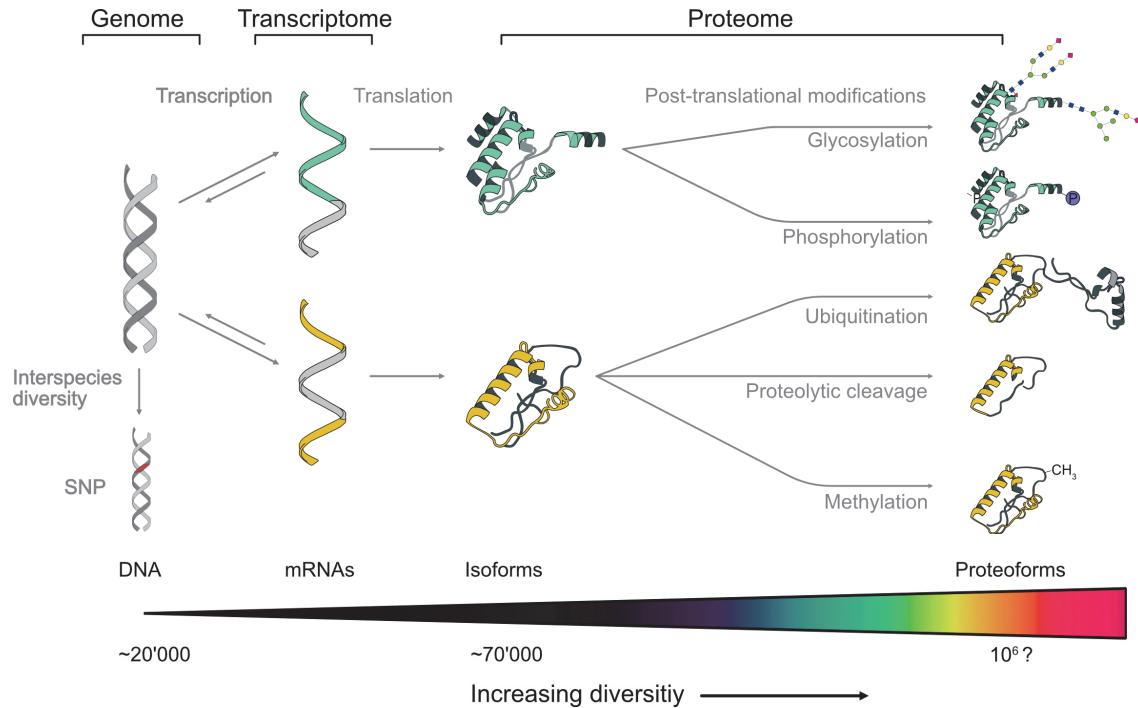 Genome
Transcriptome
Proteome
Transcription
Translation
Post-translational modifications
Glycosylation
P
P
Phosphorylation
Ubiquitination
Interspecies
diversity
Proteolytic cleavage
SNP
CH3
Methylation
DNA
mRNAs
Isoforms
Proteoforms
~20'000
~70'000
10⁶ ?
Increasing diversitiy